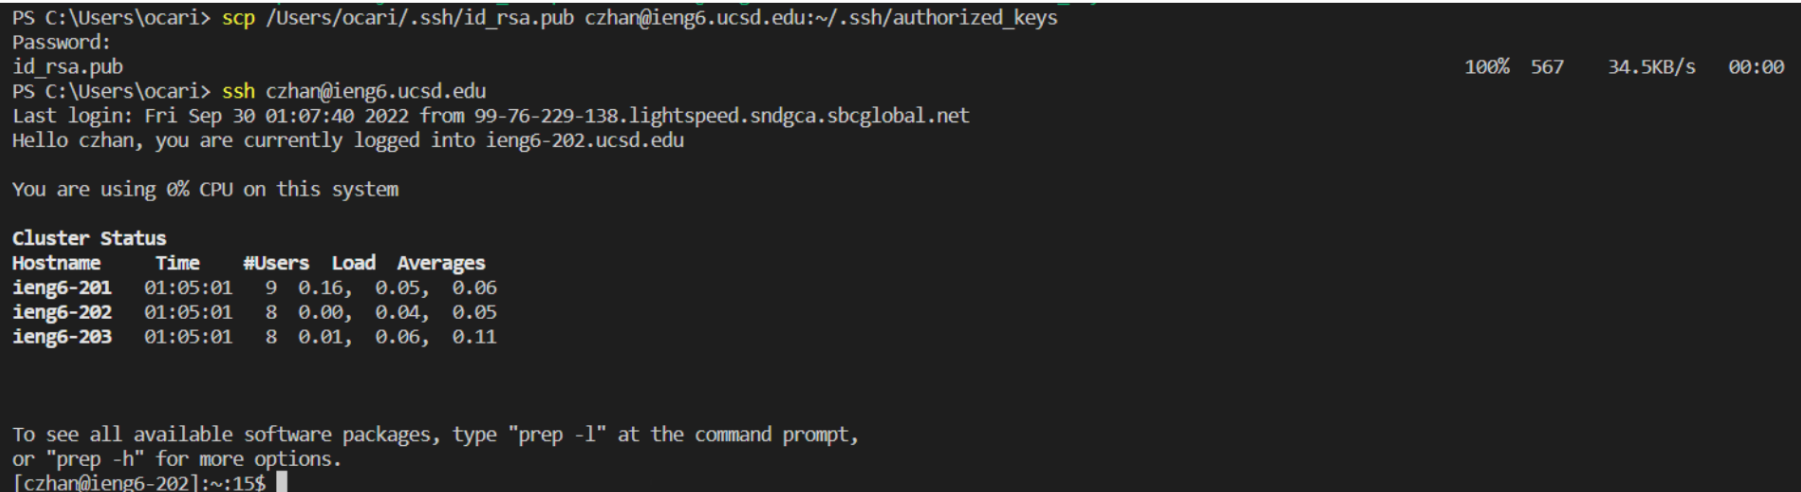 PS C:\Users\ocari> scp /Users/ocari/.ssh/id_rsa.pub czhan@ieng6.ucsd.edu:~/.ssh/authorized_keys
Password:
id_rsa.pub 100% 567 34.5KB/s 00:00
PS C:\Users\ocari> ssh czhan@ieng6.ucsd.edu
Last login: Fri Sep 30 01:07:40 2022 from 99-76-229-138.lightspeed.sndgca.sbcglobal.net
Hello czhan, you are currently logged into ieng6-202.ucsd.edu
You are using 0% CPU on this system
Cluster Status
Hostname Time #Users Load Averages
ieng6-201 01:05:01 9 0.16, 0.05, 0.06
ieng6-202 01:05:01 8 0.00, 0.04, 0.05
ieng6-203 01:05:01 8 0.01, 0.06, 0.11
To see all available software packages, type "prep -l" at the command prompt,
or "prep -h" for more options.
[czhan@ieng6-202]:~:15$